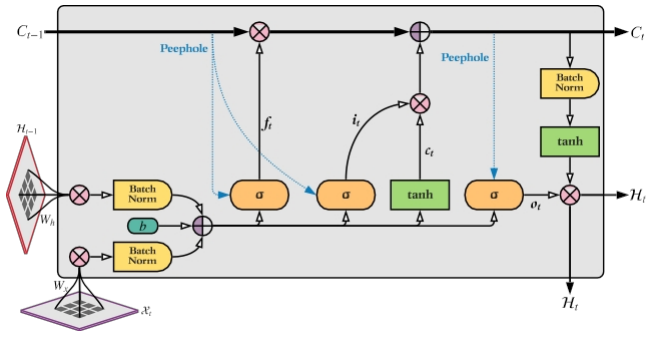 C_{t-1}
C_t
Peephole
Peephole
Batch
Norm
f_t
i_t
c_t
tanh
H_{t-1}
W_h
Batch
Norm
σ
σ
tanh
σ
o_t
H_t
b
Batch
Norm
W_x
X_t
H_t